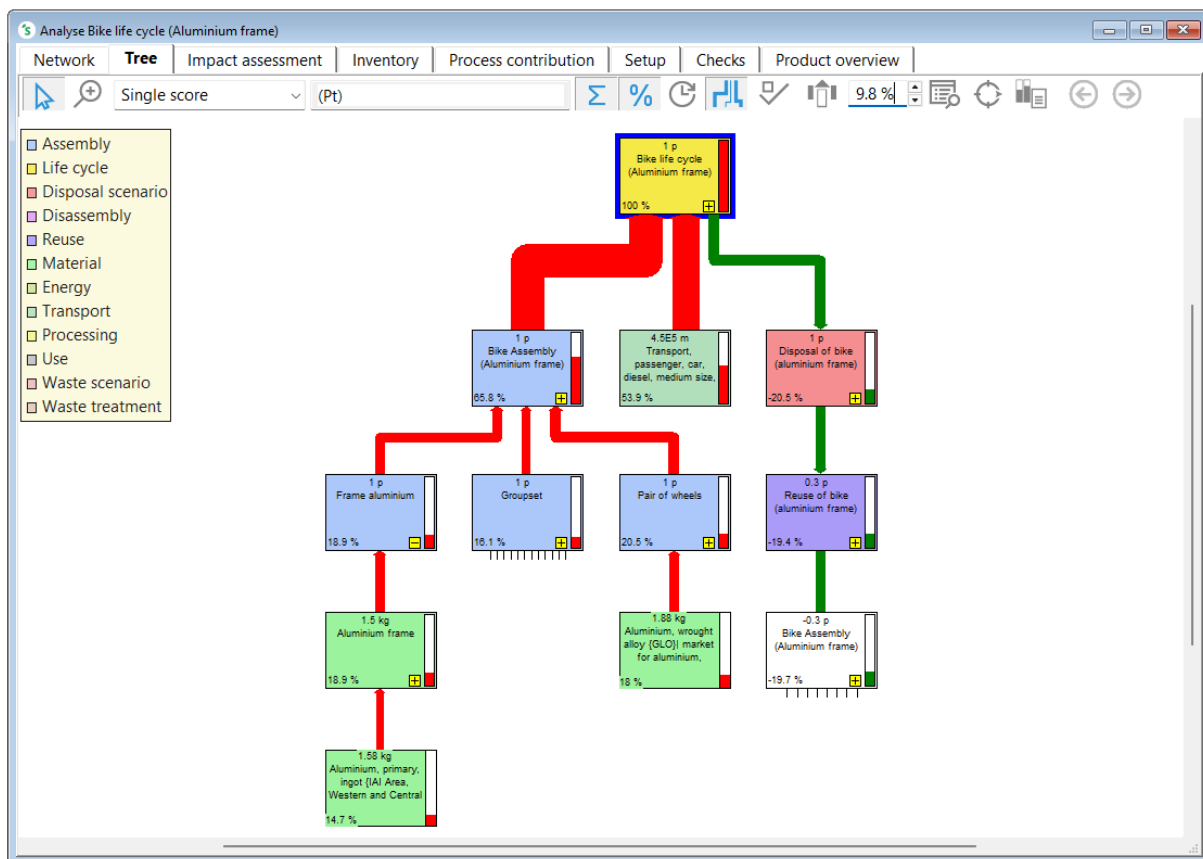 Analyse Bike life cycle (Aluminium frame)
Network Tree Impact assessment Inventory Process contribution Setup Checks Product overview
Single score (Pt) Σ % 9.8 %
Assembly
Life cycle
Disposal scenario
Disassembly
Reuse
Material
Energy
Transport
Processing
Use
Waste scenario
Waste treatment
1 p
Bike life cycle
(Aluminium frame)
100 %
1 p
Bike Assembly
(Aluminium frame)
65.8 %
4.5E5 m
Transport,
passenger, car,
diesel, medium size,
53.9 %
1 p
Disposal of bike
(aluminium frame)
-20.5 %
1 p
Frame aluminium
18.9 %
1 p
Groupset
16.1 %
1 p
Pair of wheels
20.5 %
0.3 p
Reuse of bike
(aluminium frame)
-19.4 %
1.5 kg
Aluminium frame
18.9 %
1.88 kg
Aluminium, wrought
alloy {GLO}| market
for aluminium,
18 %
-0.3 p
Bike Assembly
(Aluminium frame)
-19.7 %
1.58 kg
Aluminium, primary,
ingot {IAI Area,
Western and Central
14.7 %